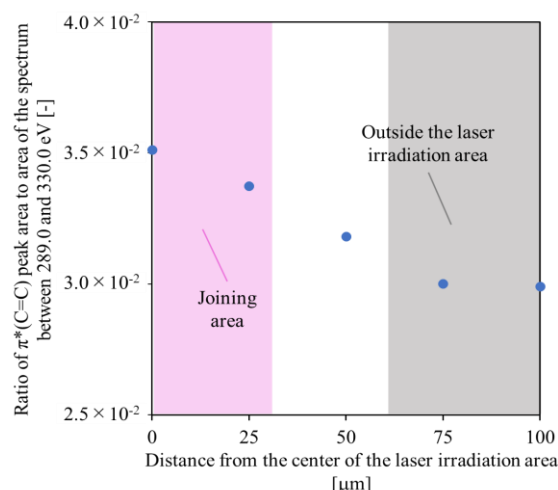 Ratio of π*(C=C) peak area to area of the spectrum
between 289.0 and 330.0 eV [-]
4.0 × 10⁻²
3.5 × 10⁻²
3.0 × 10⁻²
2.5 × 10⁻²
Outside the laser
irradiation area
Joining
area
0
25
50
75
100
Distance from the center of the laser irradiation area
[μm]